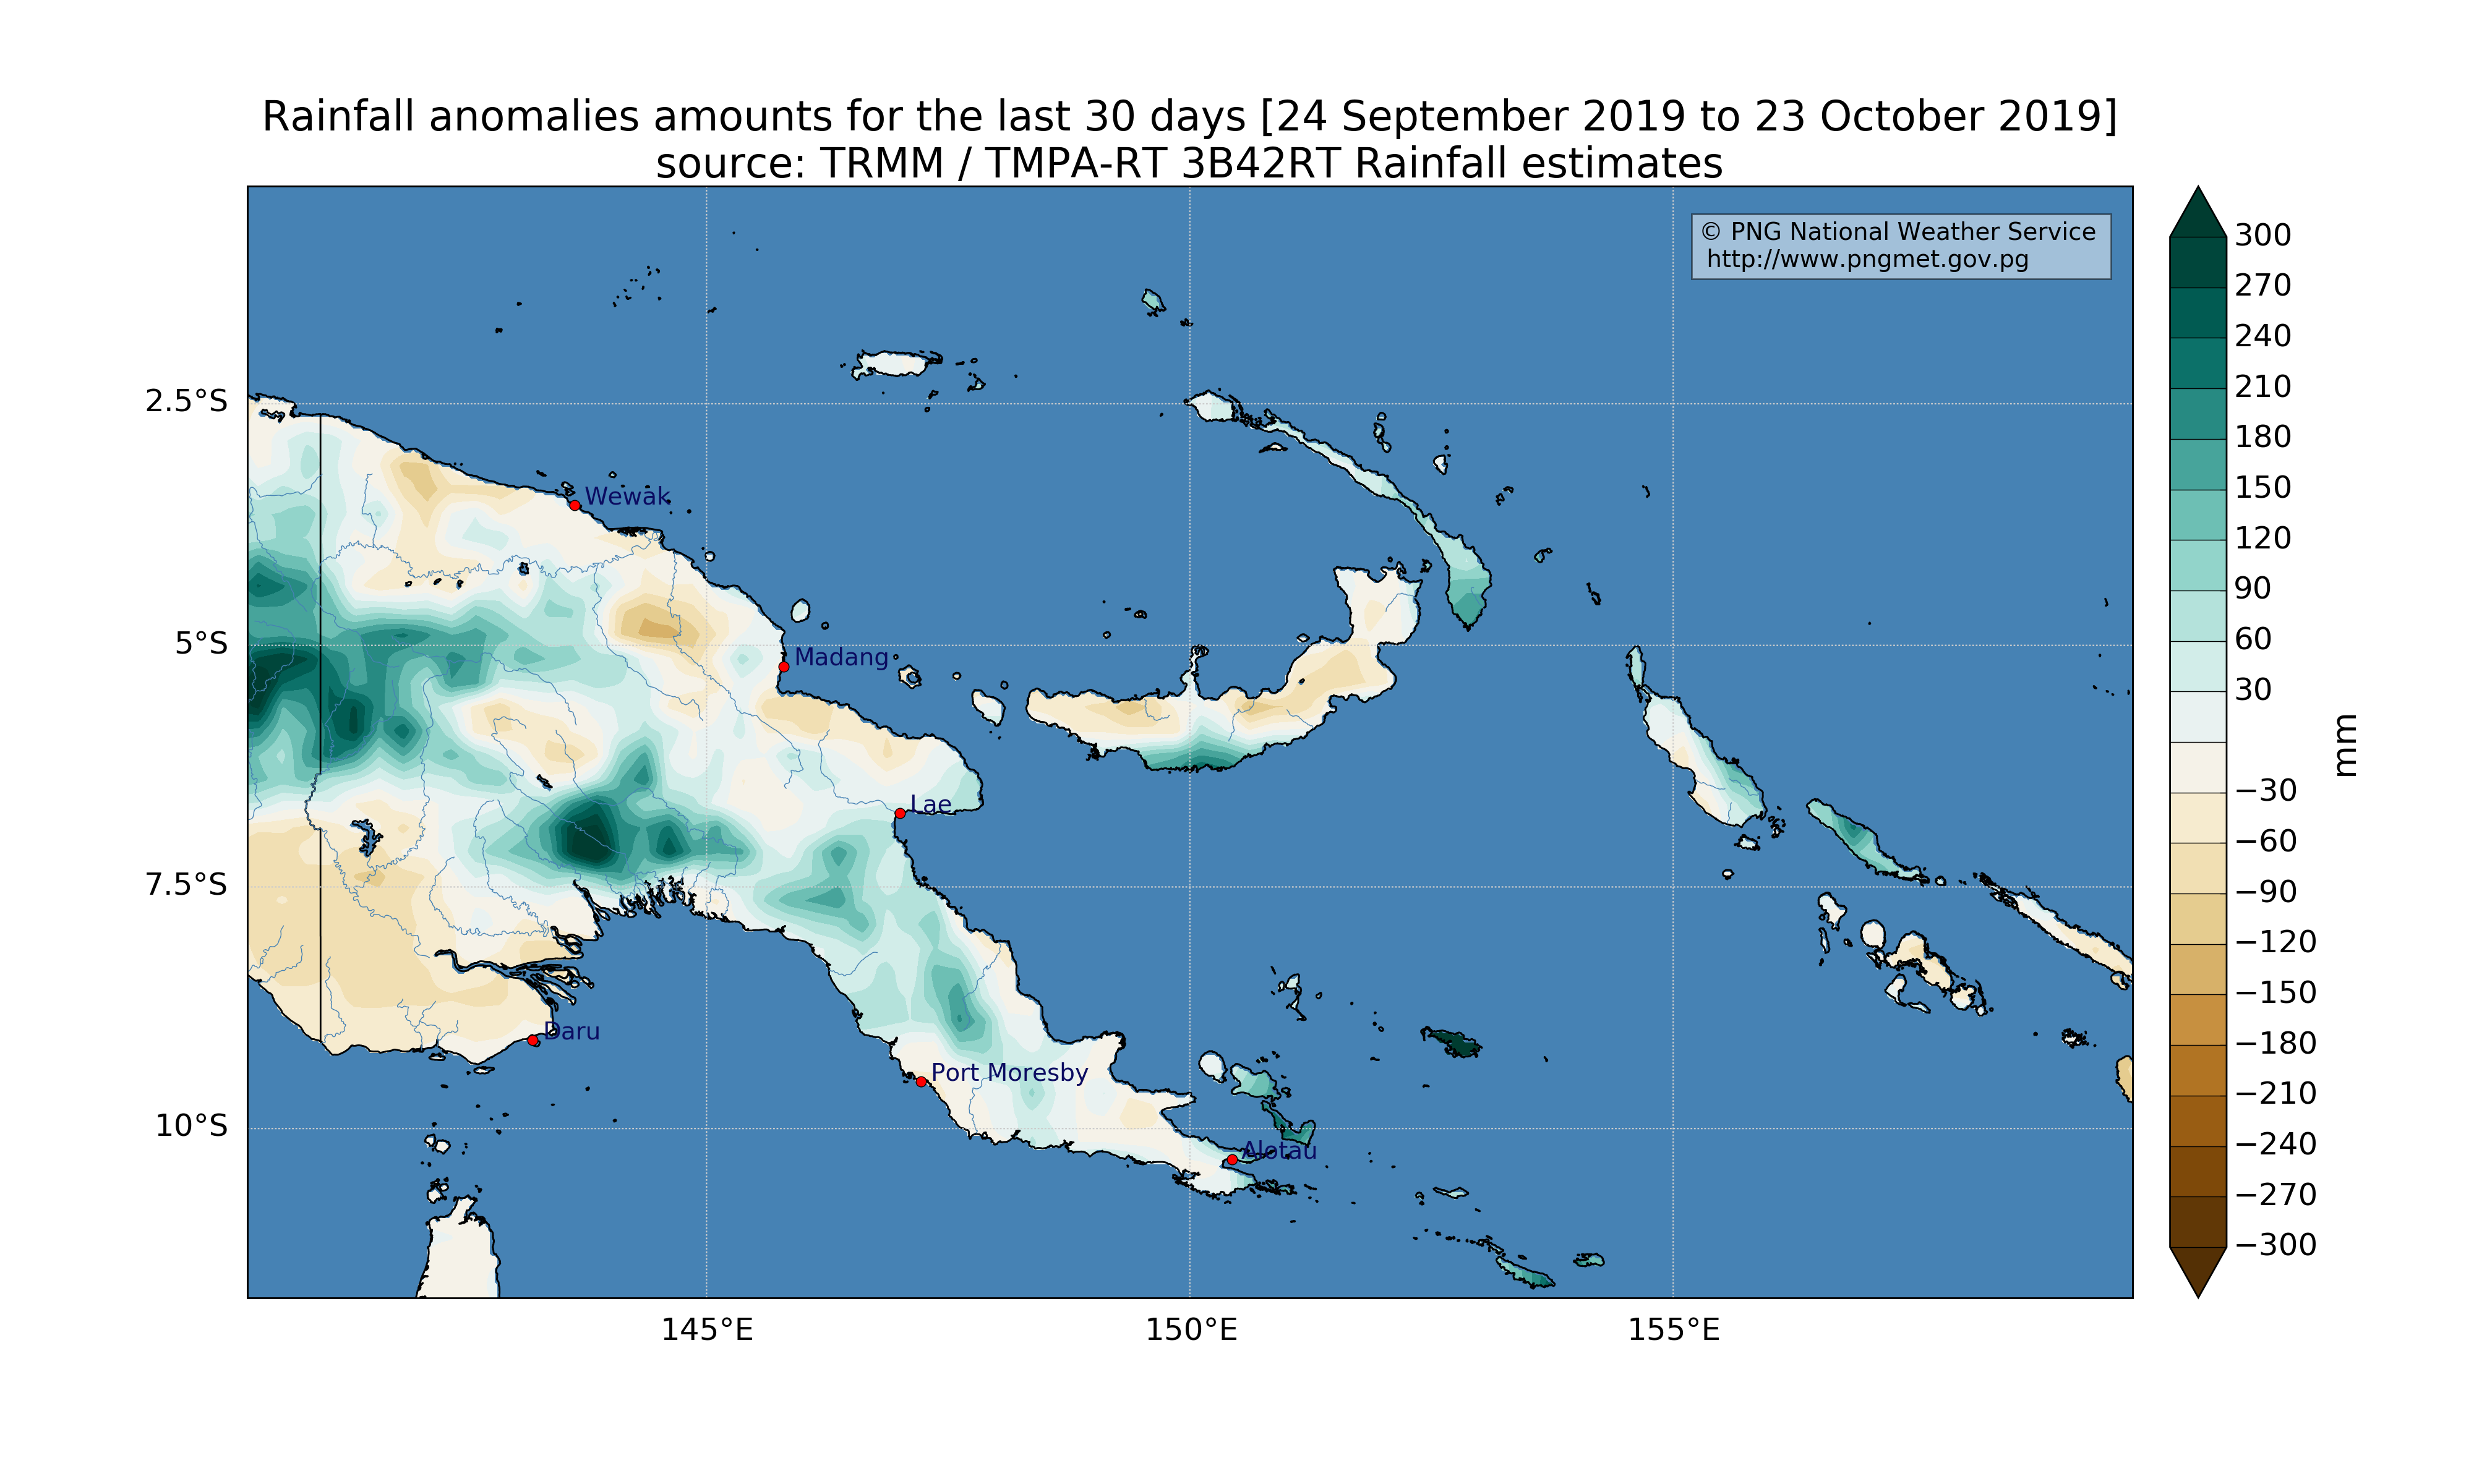 Rainfall anomalies amounts for the last 30 days [24 September 2019 to 23 October 2019]
source: TRMM / TMPA-RT 3B42RT Rainfall estimates
© PNG National Weather Service
http://www.pngmet.gov.pg
2.5°S
5°S
7.5°S
10°S
Wewak
Madang
Lae
Daru
Port Moresby
Alotau
145°E
150°E
155°E
300
270
240
210
180
150
120
90
60
30
−30
−60
−90
−120
−150
−180
−210
−240
−270
−300
mm